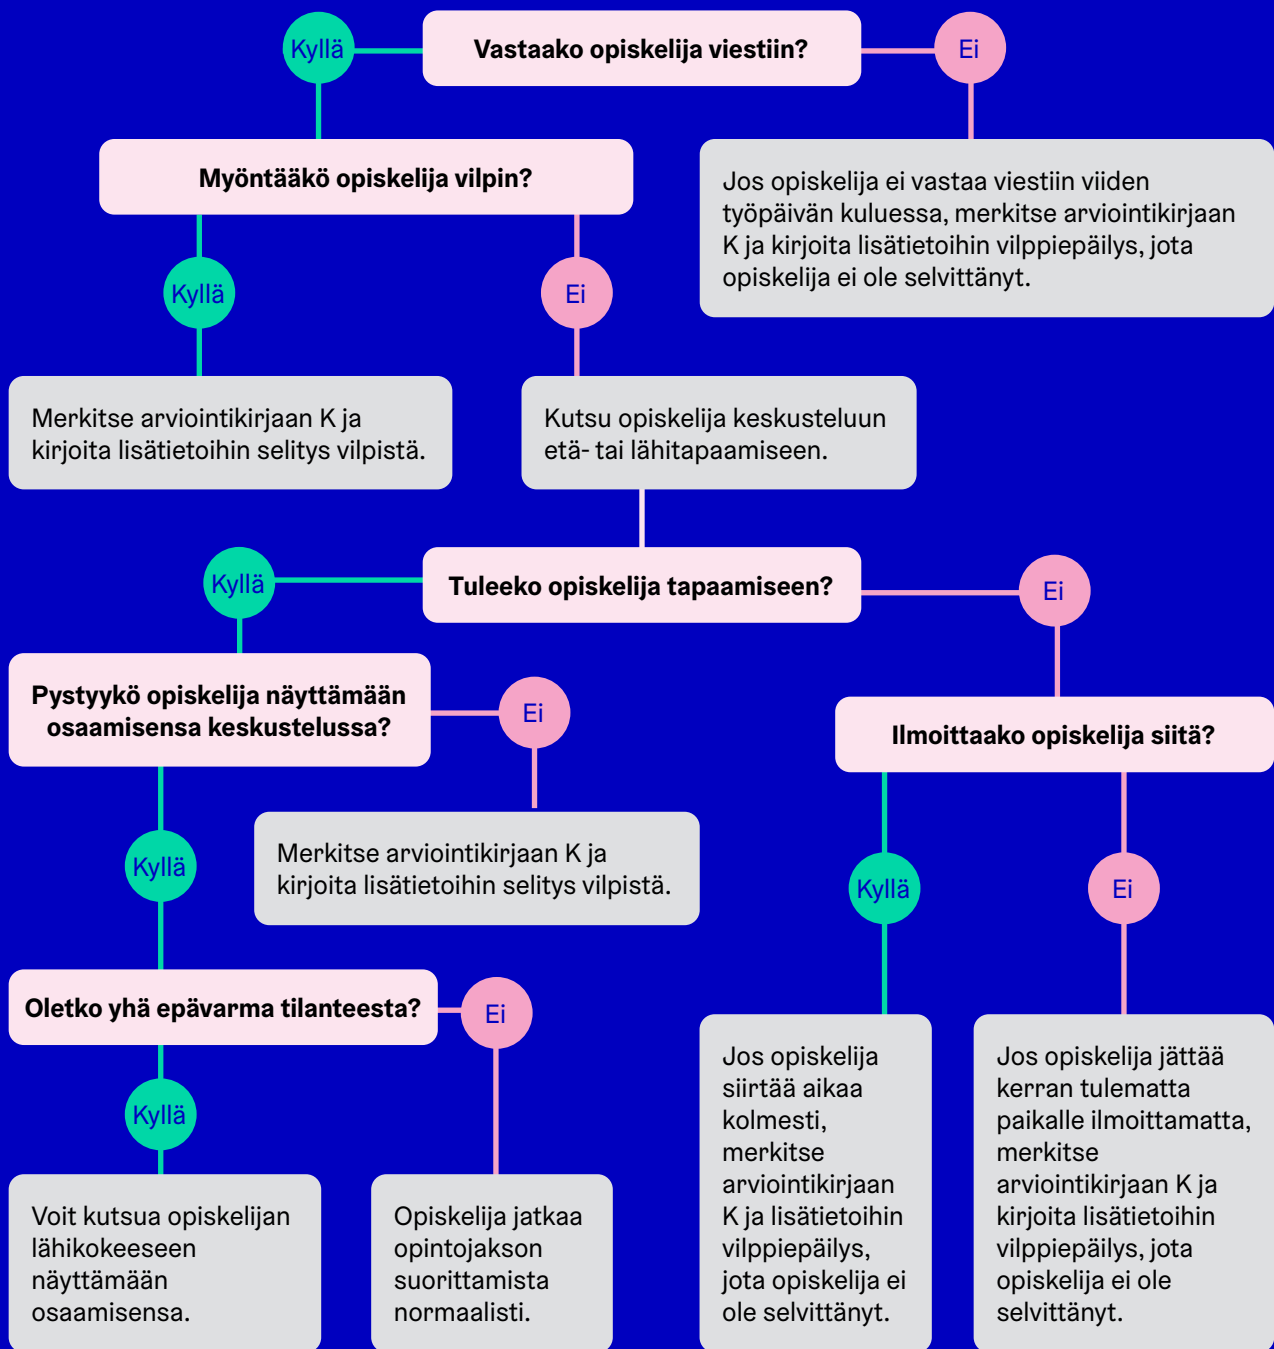 Kyllä
Vastaako opiskelija viestiin?
Ei
Myöntääkö opiskelija vilpin?
Jos opiskelija ei vastaa viestiin viiden
työpäivän kuluessa, merkitse arviointikirjaan
K ja kirjoita lisätietoihin vilppiepäilys, jota
opiskelija ei ole selvittänyt.
Kyllä
Ei
Merkitse arviointikirjaan K ja
kirjoita lisätietoihin selitys vilpistä.
Kutsu opiskelija keskusteluun
etä- tai lähitapaamiseen.
Kyllä
Tuleeko opiskelija tapaamiseen?
Ei
Pystyykö opiskelija näyttämään
osaamisensa keskustelussa?
Ei
Ilmoittaako opiskelija siitä?
Kyllä
Merkitse arviointikirjaan K ja
kirjoita lisätietoihin selitys vilpistä.
Kyllä
Ei
Oletko yhä epävarma tilanteesta?
Ei
Kyllä
Voit kutsua opiskelijan
lähikokeeseen
näyttämään
osaamisensa.
Opiskelija jatkaa
opintojakson
suorittamista
normaalisti.
Jos opiskelija
siirtää aikaa
kolmesti,
merkitse
arviointikirjaan
K ja lisätietoihin
vilppiepäilys,
jota opiskelija ei
ole selvittänyt.
Jos opiskelija jättää
kerran tulematta
paikalle ilmoittamatta,
merkitse
arviointikirjaan K ja
kirjoita lisätietoihin
vilppiepäilys, jota
opiskelija ei ole
selvittänyt.